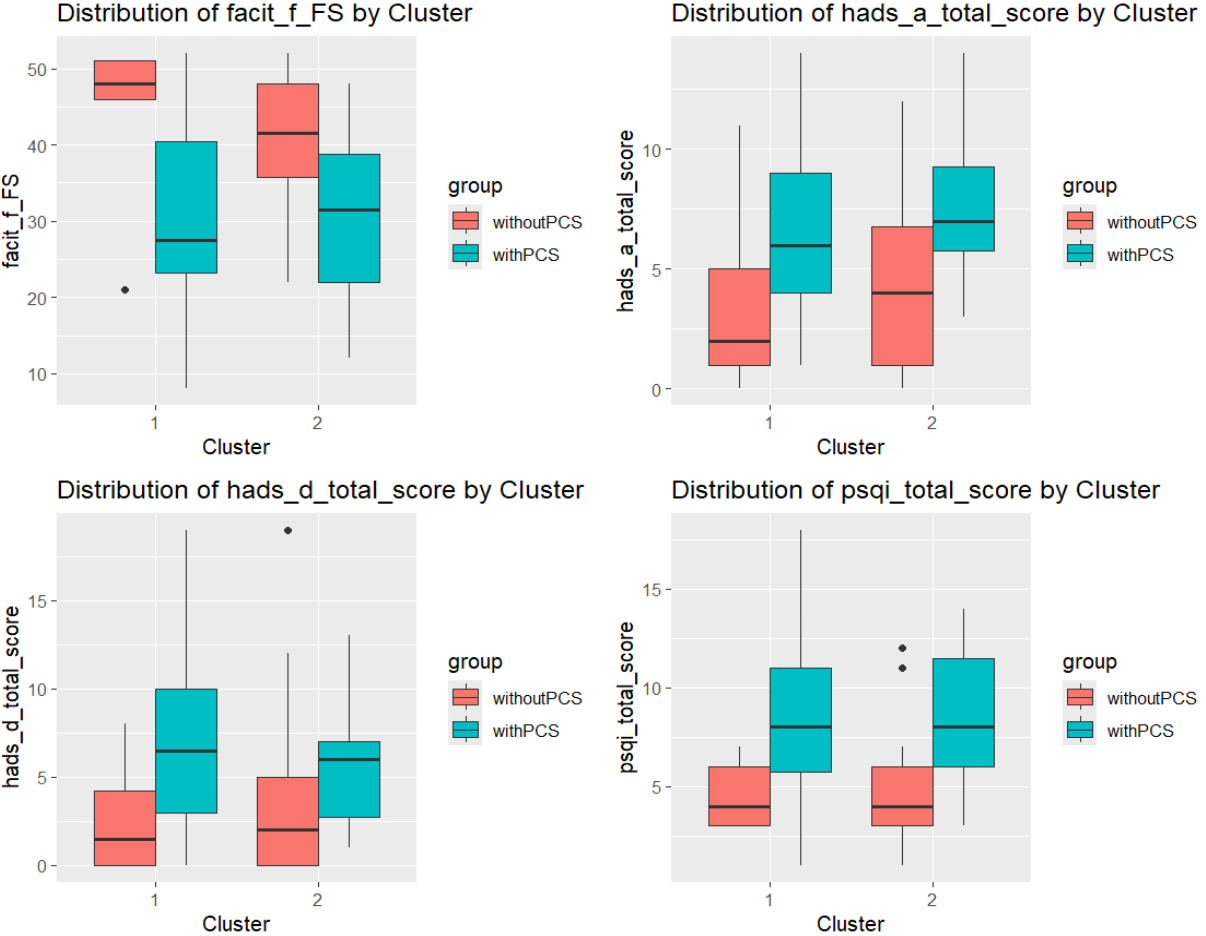 Distribution of facit_f_FS by Cluster
facit_f_FS
50
40
30
20
10
1
2
Cluster
group
withoutPCS
withPCS
Distribution of hads_a_total_score by Cluster
hads_a_total_score
10
5
0
1
2
Cluster
group
withoutPCS
withPCS
Distribution of hads_d_total_score by Cluster
hads_d_total_score
15
10
5
0
1
2
Cluster
group
withoutPCS
withPCS
Distribution of psqi_total_score by Cluster
psqi_total_score
15
10
5
1
2
Cluster
group
withoutPCS
withPCS